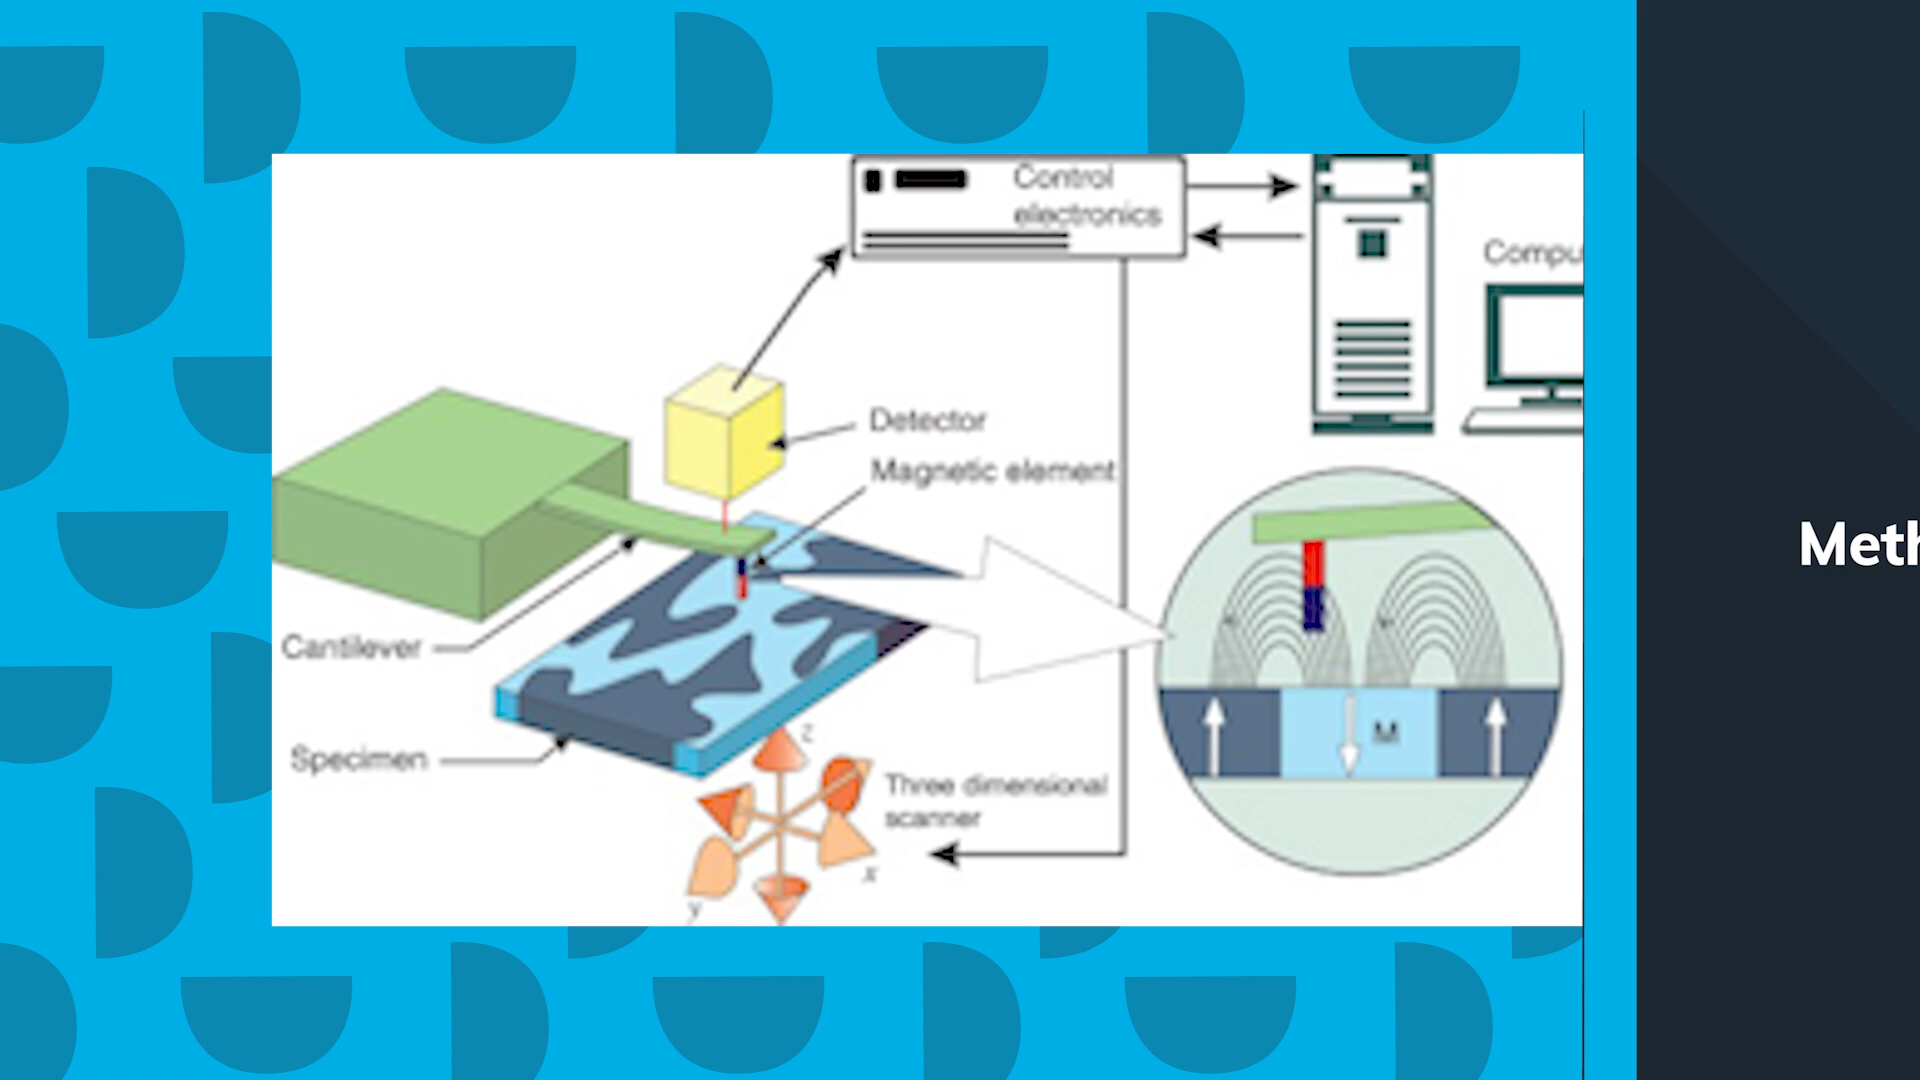 Control
electronics
Compu
Detector
Magnetic element
Cantilever
M
Specimen
z
Three dimensional
scanner
x
y
Meth